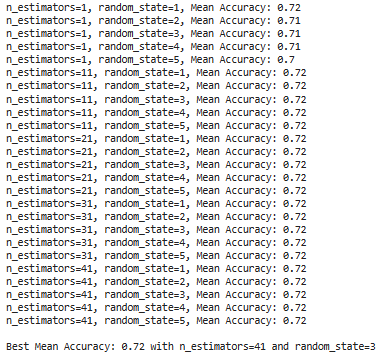 n_estimators=1, random_state=1, Mean Accuracy: 0.72
n_estimators=1, random_state=2, Mean Accuracy: 0.71
n_estimators=1, random_state=3, Mean Accuracy: 0.71
n_estimators=1, random_state=4, Mean Accuracy: 0.71
n_estimators=1, random_state=5, Mean Accuracy: 0.7
n_estimators=11, random_state=1, Mean Accuracy: 0.72
n_estimators=11, random_state=2, Mean Accuracy: 0.72
n_estimators=11, random_state=3, Mean Accuracy: 0.72
n_estimators=11, random_state=4, Mean Accuracy: 0.72
n_estimators=11, random_state=5, Mean Accuracy: 0.72
n_estimators=21, random_state=1, Mean Accuracy: 0.72
n_estimators=21, random_state=2, Mean Accuracy: 0.72
n_estimators=21, random_state=3, Mean Accuracy: 0.72
n_estimators=21, random_state=4, Mean Accuracy: 0.72
n_estimators=21, random_state=5, Mean Accuracy: 0.72
n_estimators=31, random_state=1, Mean Accuracy: 0.72
n_estimators=31, random_state=2, Mean Accuracy: 0.72
n_estimators=31, random_state=3, Mean Accuracy: 0.72
n_estimators=31, random_state=4, Mean Accuracy: 0.72
n_estimators=31, random_state=5, Mean Accuracy: 0.72
n_estimators=41, random_state=1, Mean Accuracy: 0.72
n_estimators=41, random_state=2, Mean Accuracy: 0.72
n_estimators=41, random_state=3, Mean Accuracy: 0.72
n_estimators=41, random_state=4, Mean Accuracy: 0.72
n_estimators=41, random_state=5, Mean Accuracy: 0.72
Best Mean Accuracy: 0.72 with n_estimators=41 and random_state=3